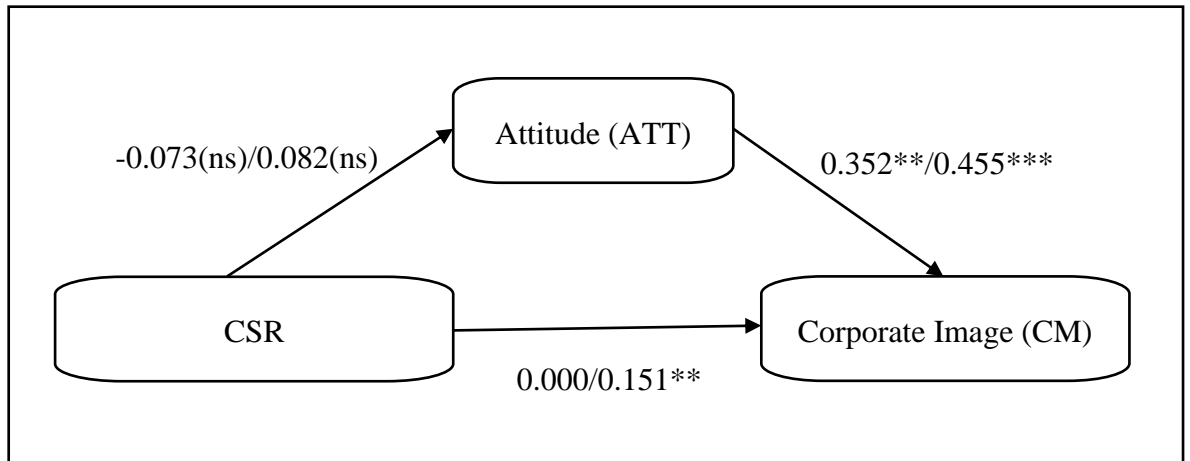 Attitude (ATT)
-0.073(ns)/0.082(ns)
0.352**/0.455***
CSR
Corporate Image (CM)
0.000/0.151**